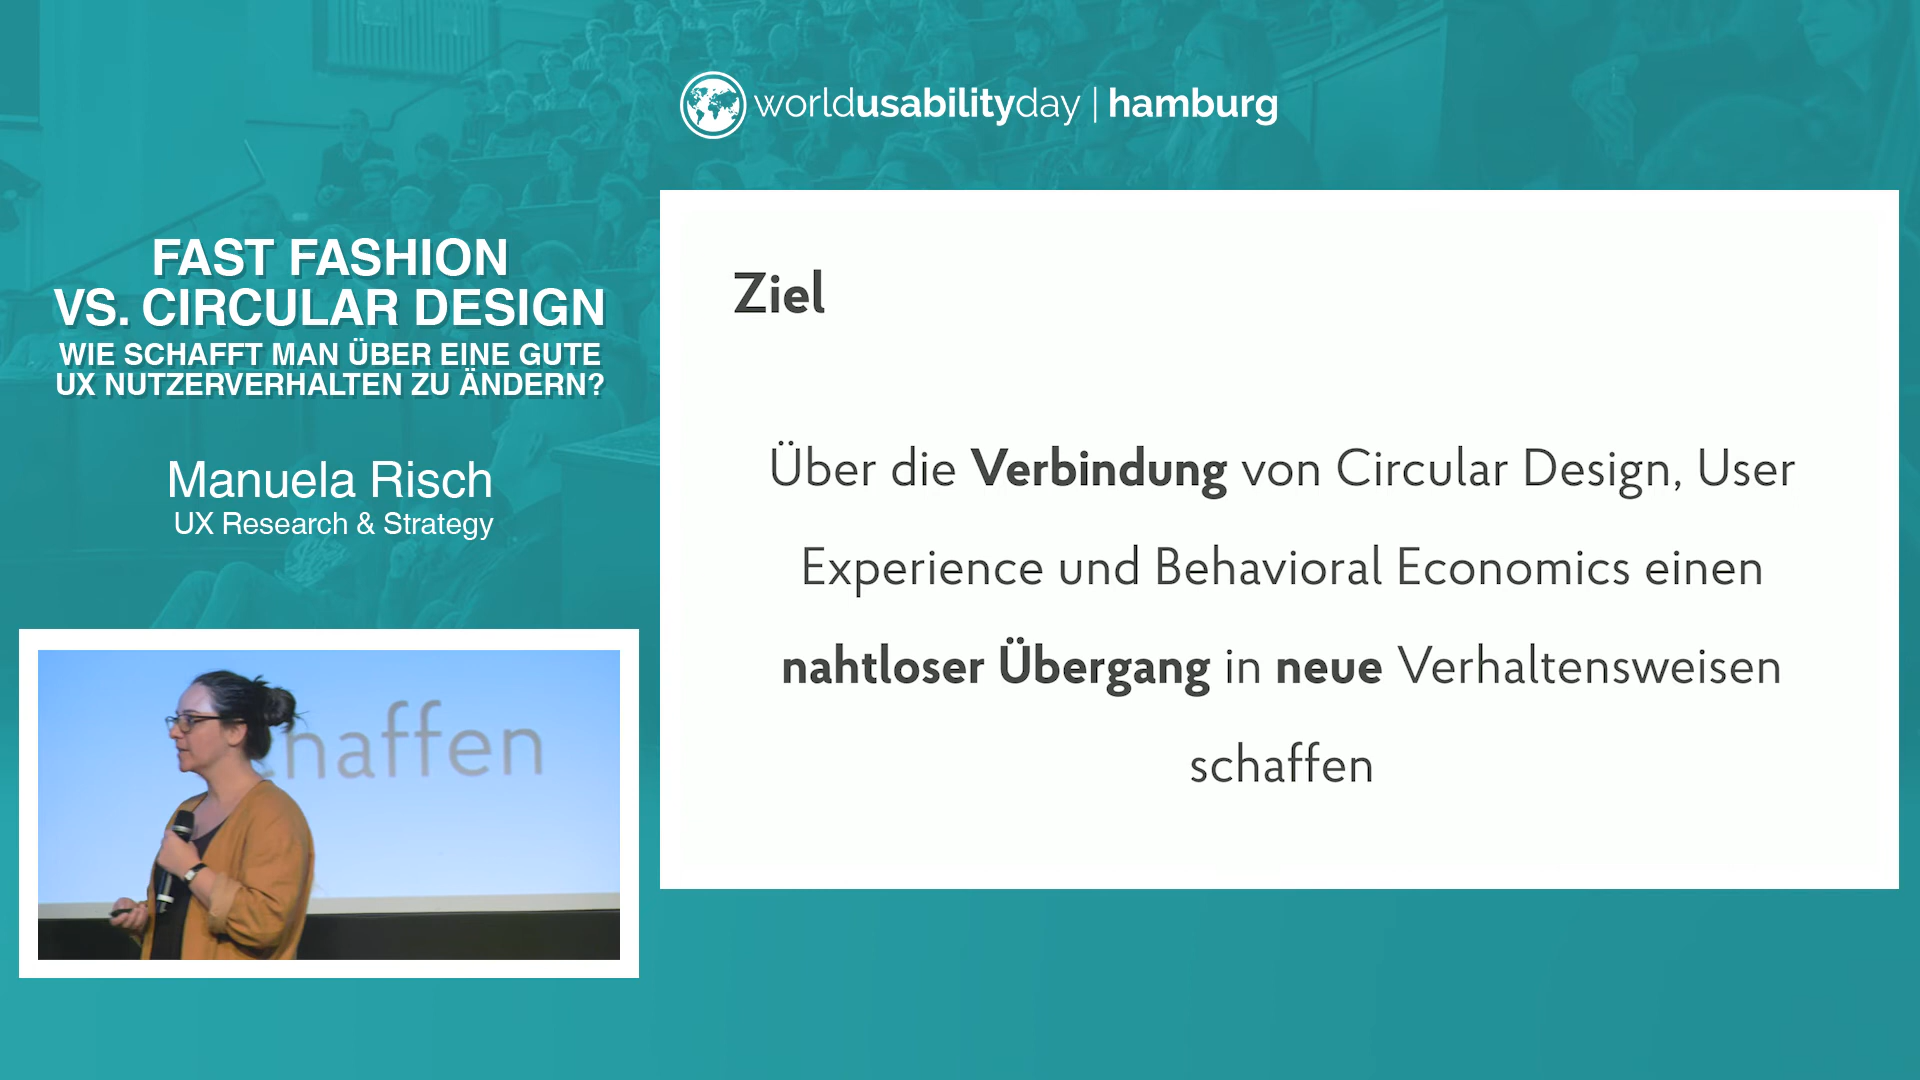 worldusabilityday | hamburg
FAST FASHION
VS. CIRCULAR DESIGN
WIE SCHAFFT MAN ÜBER EINE GUTE
UX NUTZERVERHALTEN ZU ÄNDERN?
Manuela Risch
UX Research & Strategy
Ziel
Über die Verbindung von Circular Design, User
Experience und Behavioral Economics einen
nahtloser Übergang in neue Verhaltensweisen
schaffen
chaffen